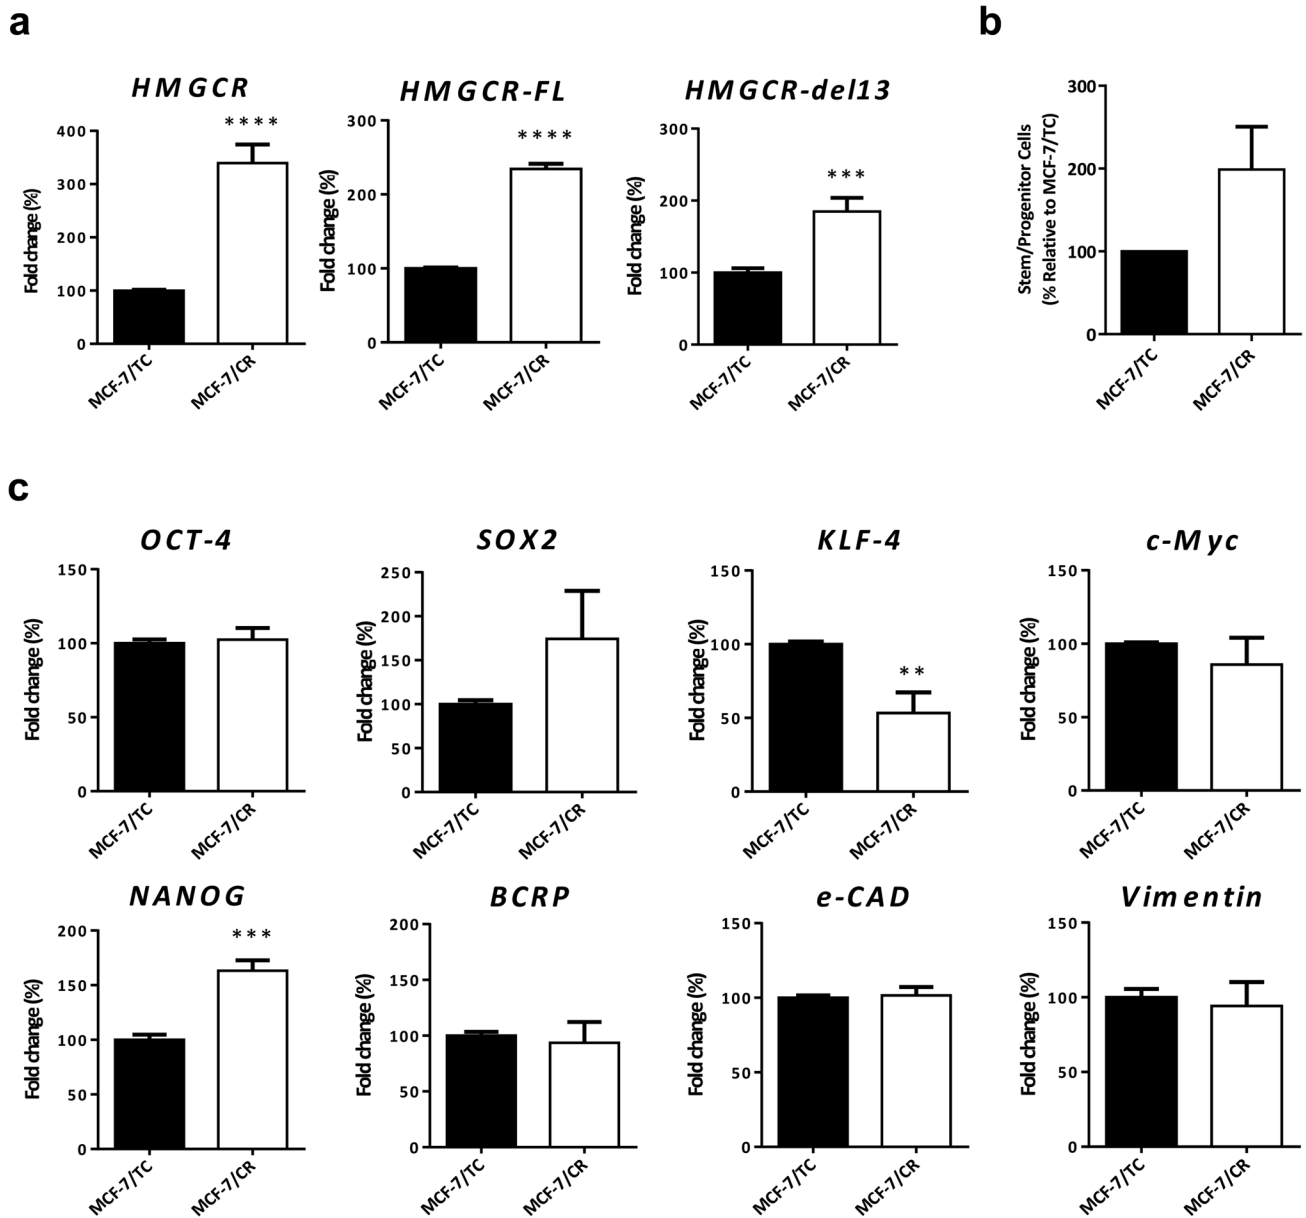 a
b
HMGCR
400
300
200
100
0
Fold change (%)
****
MCF-7/TC
MCF-7/CR
HMGCR-FL
300
200
100
0
Fold change (%)
****
MCF-7/TC
MCF-7/CR
HMGCR-del13
300
200
100
0
Fold change (%)
***
MCF-7/TC
MCF-7/CR
300
200
100
0
Stem/Progenitor Cells
(% Relative to MCF-7/TC)
MCF-7/TC
MCF-7/CR
c
OCT-4
150
100
50
0
Fold change (%)
MCF-7/TC
MCF-7/CR
SOX2
250
200
150
100
50
0
Fold change (%)
MCF-7/TC
MCF-7/CR
KLF-4
150
100
50
0
Fold change (%)
**
MCF-7/TC
MCF-7/CR
c-Myc
150
100
50
0
Fold change (%)
MCF-7/TC
MCF-7/CR
NANOG
200
150
100
50
0
Fold change (%)
***
MCF-7/TC
MCF-7/CR
BCRP
200
150
100
50
0
Fold change (%)
MCF-7/TC
MCF-7/CR
e-CAD
150
100
50
0
Fold change (%)
MCF-7/TC
MCF-7/CR
Vimentin
150
100
50
0
Fold change (%)
MCF-7/TC
MCF-7/CR